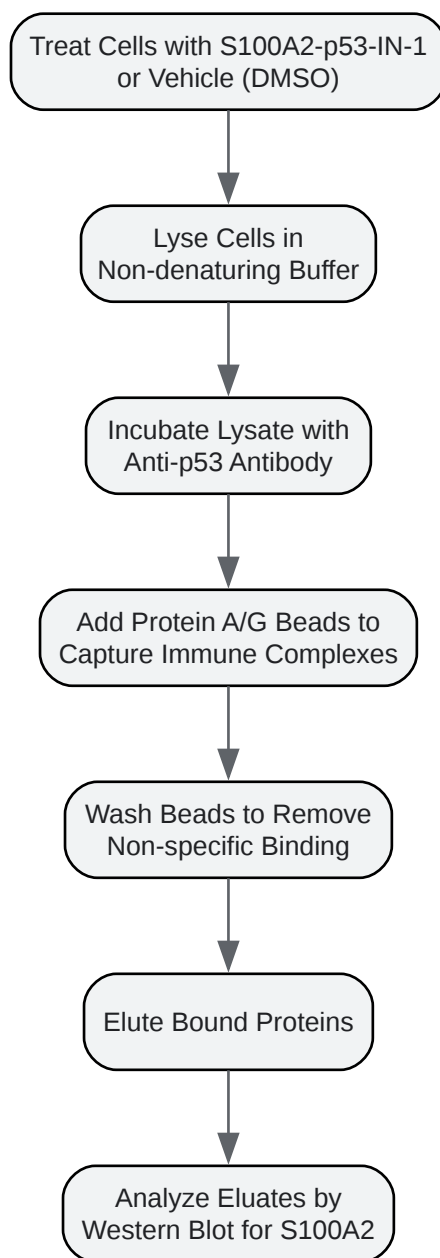 Treat Cells with S100A2-p53-IN-1
or Vehicle (DMSO)
Lyse Cells in
Non-denaturing Buffer
Incubate Lysate with
Anti-p53 Antibody
Add Protein A/G Beads to
Capture Immune Complexes
Wash Beads to Remove
Non-specific Binding
Elute Bound Proteins
Analyze Eluates by
Western Blot for S100A2